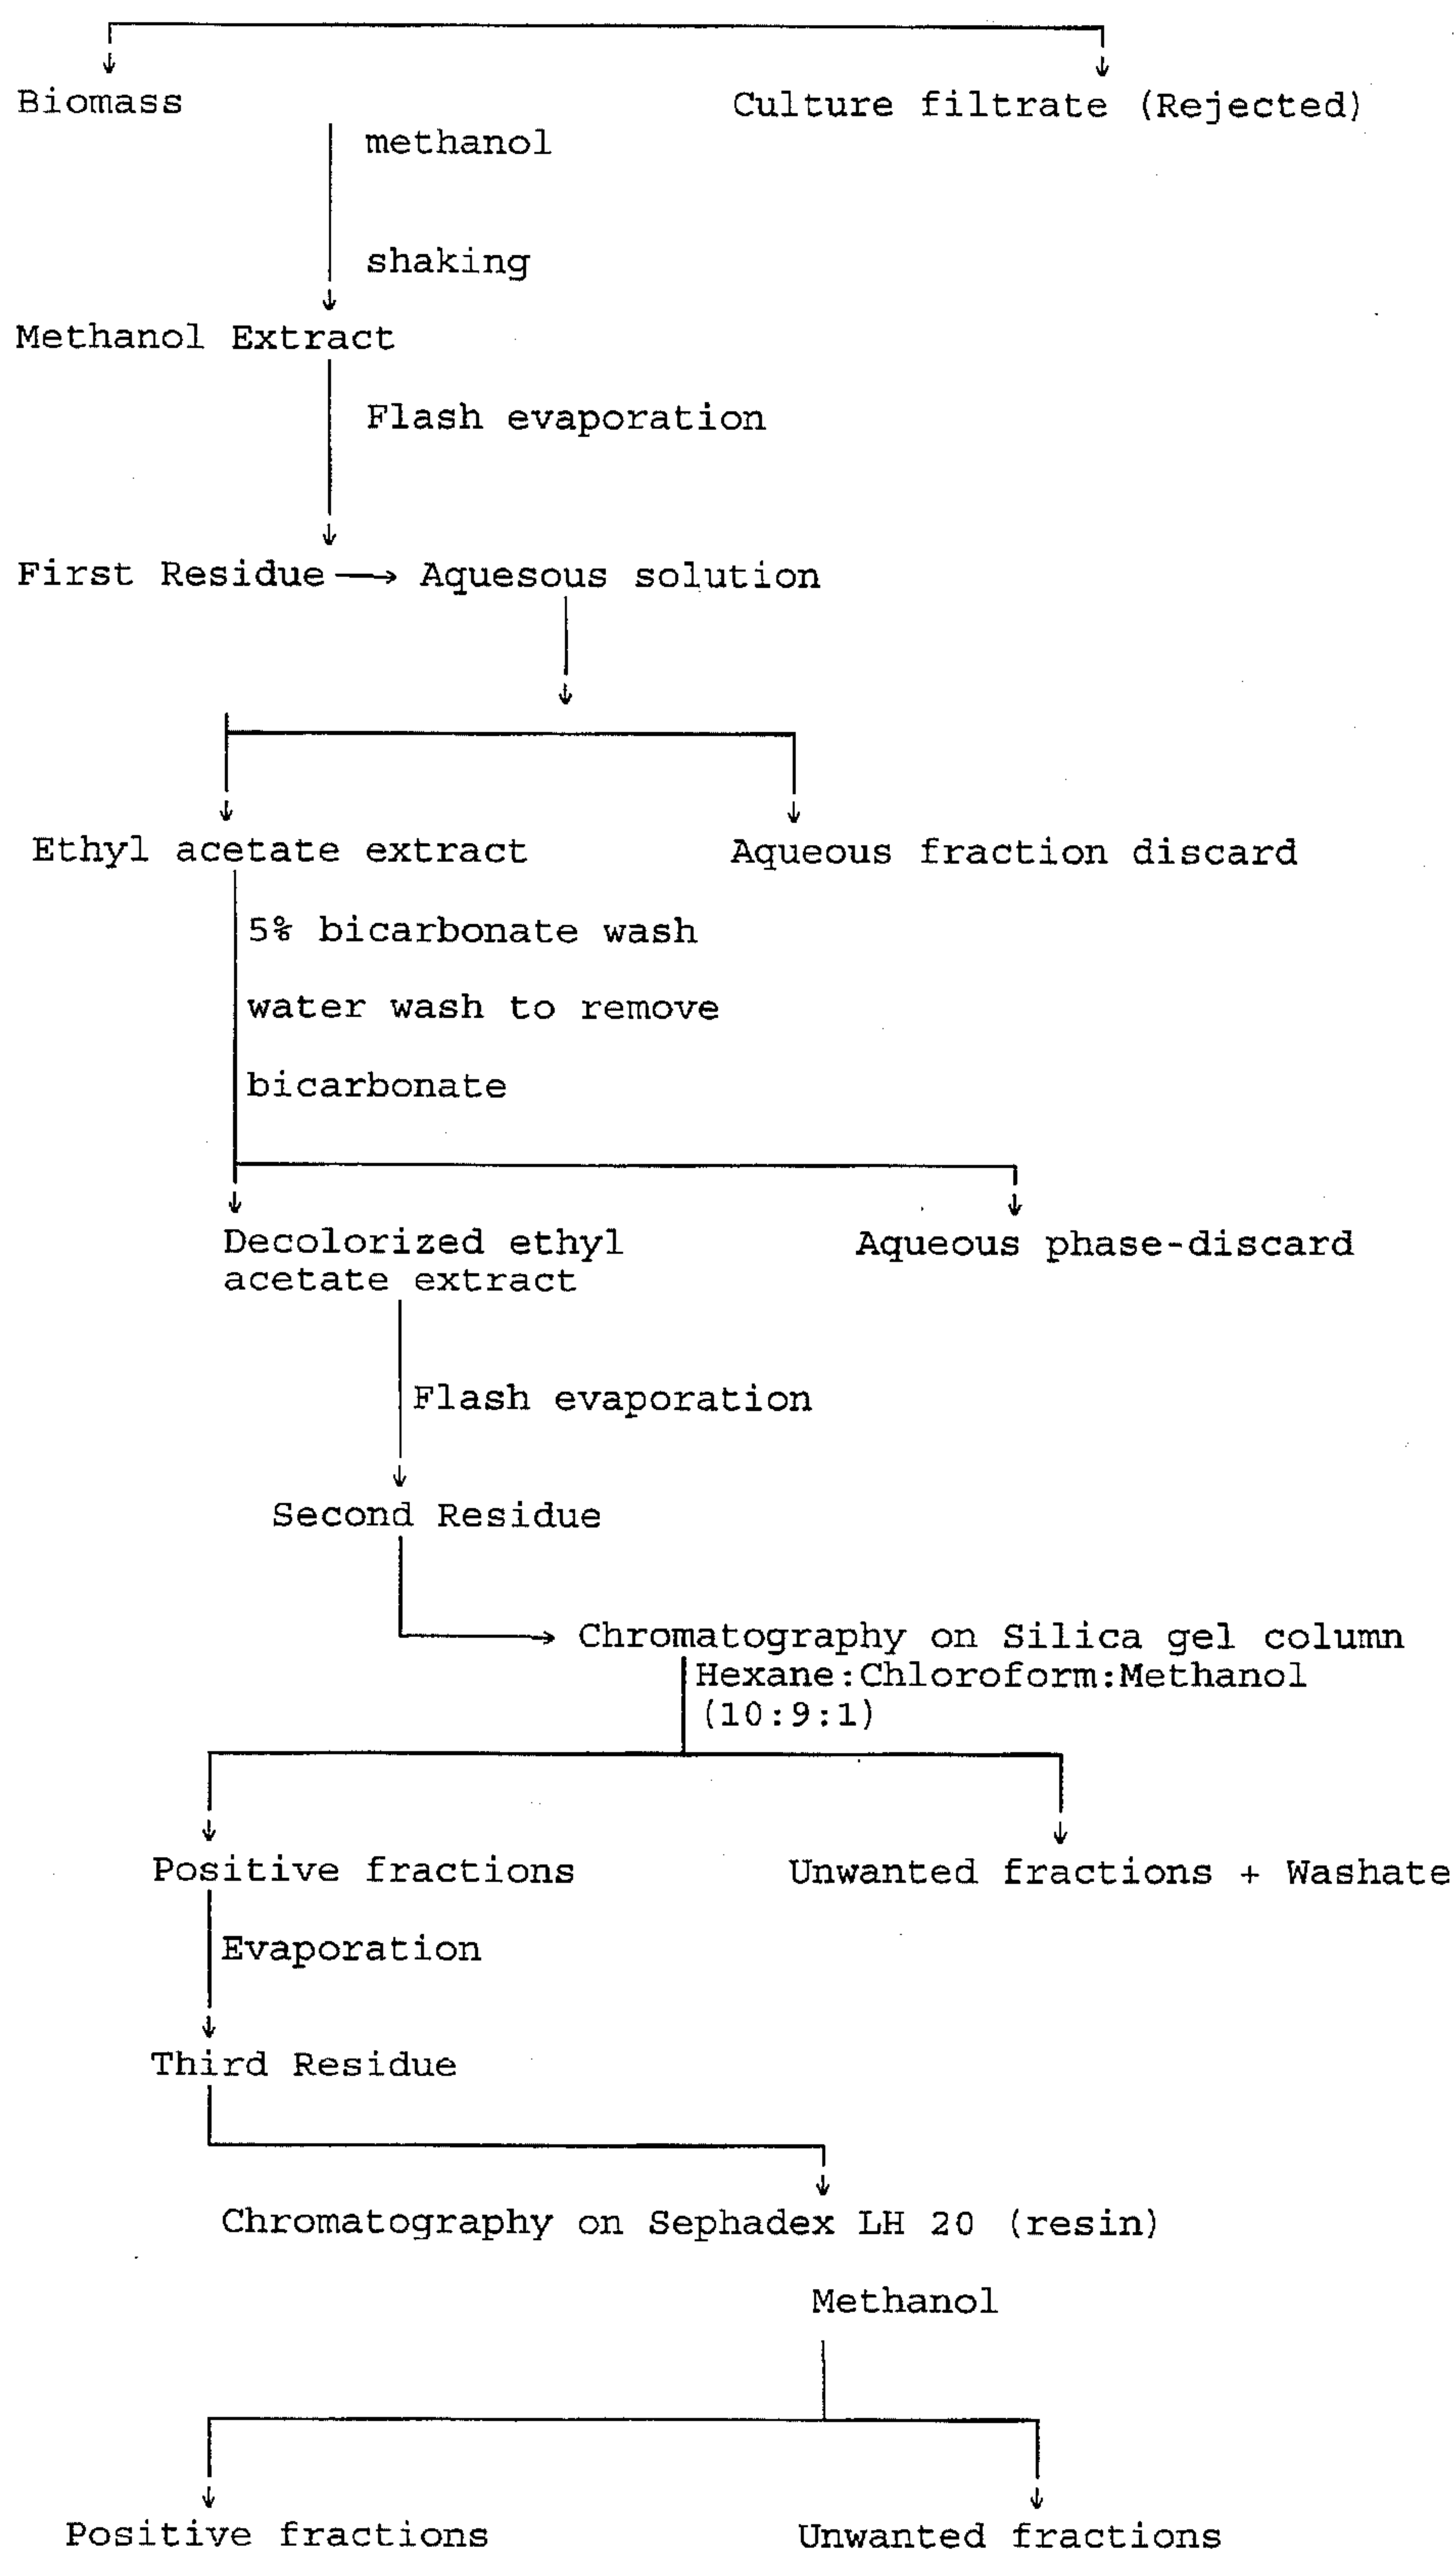 Biomass
Culture filtrate (Rejected)
methanol
shaking
Methanol Extract
Flash evaporation
First Residue → Aquesous solution
Ethyl acetate extract
Aqueous fraction discard
5% bicarbonate wash
water wash to remove
bicarbonate
Decolorized ethyl
acetate extract
Aqueous phase-discard
Flash evaporation
Second Residue
Chromatography on Silica gel column
Hexane:Chloroform:Methanol
(10:9:1)
Positive fractions
Unwanted fractions + Washate
Evaporation
Third Residue
Chromatography on Sephadex LH 20 (resin)
Methanol
Positive fractions
Unwanted fractions